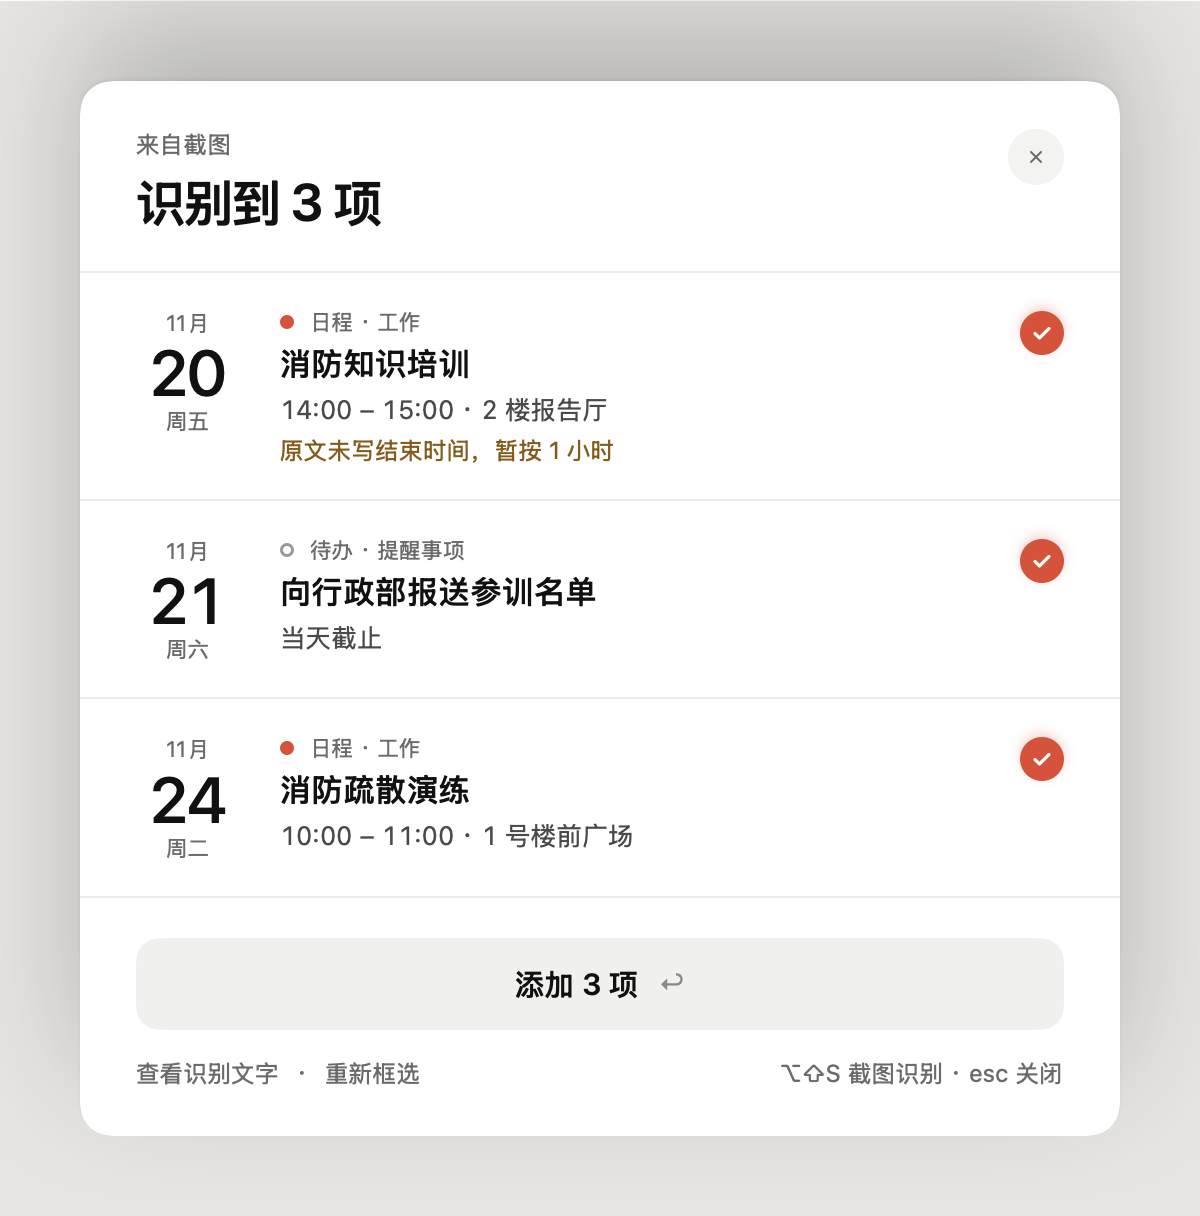 来自截图
识别到 3 项
11月
20
周五
日程 · 工作
消防知识培训
14:00 – 15:00 · 2 楼报告厅
原文未写结束时间，暂按 1 小时
11月
21
周六
待办 · 提醒事项
向行政部报送参训名单
当天截止
11月
24
周二
日程 · 工作
消防疏散演练
10:00 – 11:00 · 1 号楼前广场
添加 3 项
查看识别文字 · 重新框选
⌥⇧S 截图识别 · esc 关闭